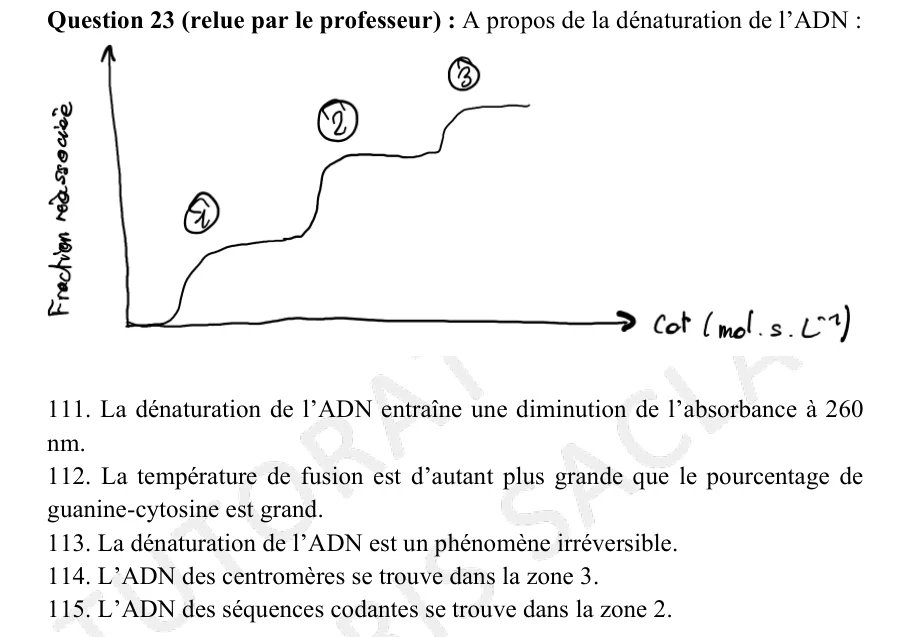 Question 23 (relue par le professeur) : A propos de la dénaturation de l’ADN :
3
2
1
Fraction réassociée
Cot (mol.s.L⁻¹)
111. La dénaturation de l’ADN entraîne une diminution de l’absorbance à 260
nm.
112. La température de fusion est d’autant plus grande que le pourcentage de
guanine-cytosine est grand.
113. La dénaturation de l’ADN est un phénomène irréversible.
114. L’ADN des centromères se trouve dans la zone 3.
115. L’ADN des séquences codantes se trouve dans la zone 2.
TUTORAT
PARIS SACLA